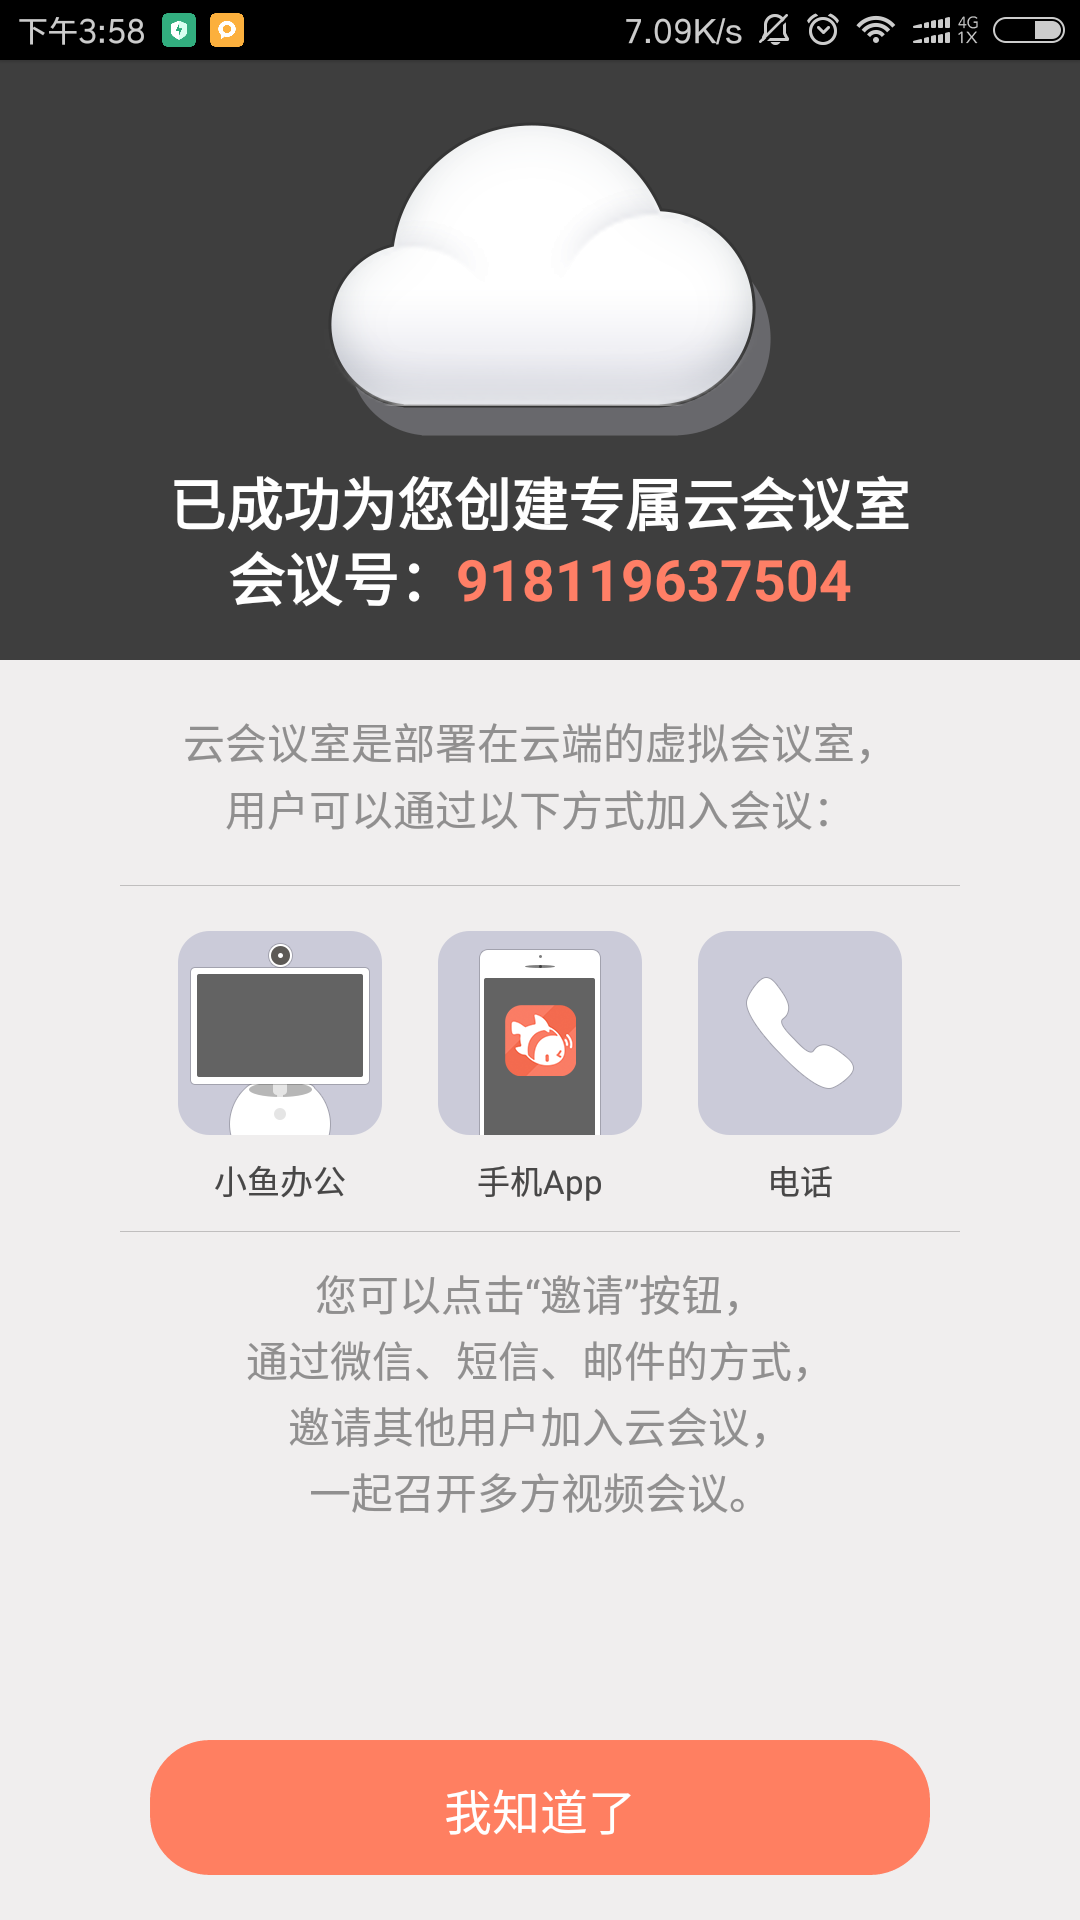 下午3:58 7.09K/s 4G 1X
已成功为您创建专属云会议室
会议号：918119637504
云会议室是部署在云端的虚拟会议室，
用户可以通过以下方式加入会议：
小鱼办公 手机App 电话
您可以点击“邀请”按钮，
通过微信、短信、邮件的方式，
邀请其他用户加入云会议，
一起召开多方视频会议。
我知道了